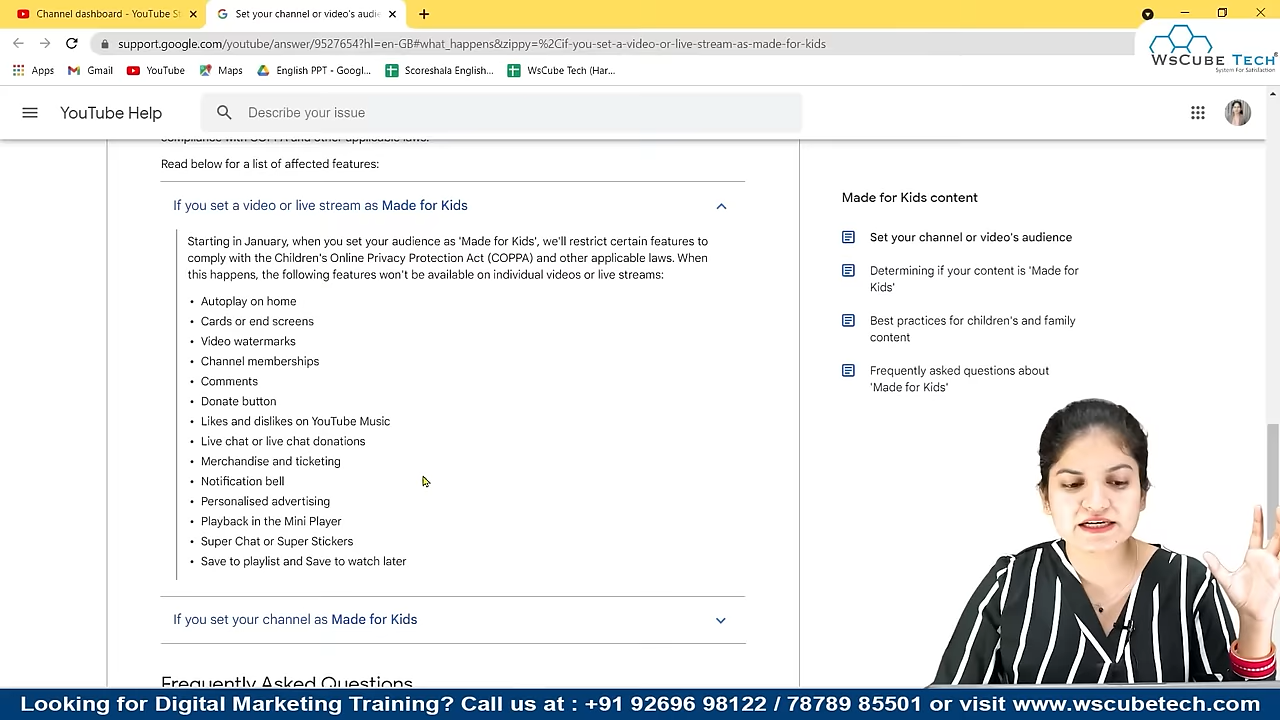 Channel dashboard - YouTube St
Set your channel or video's audie
support.google.com/youtube/answer/9527654?hl=en-GB#what_happens&zippy=%2Cif-you-set-a-video-or-live-stream-as-made-for-kids
WsCube Tech®
System For Satisfaction
Apps
Gmail
YouTube
Maps
English PPT - Googl...
Scoreshala English...
WsCube Tech (Har...
YouTube Help
Describe your issue
compliance with COPPA and other applicable laws.
Read below for a list of affected features:
If you set a video or live stream as Made for Kids
Starting in January, when you set your audience as 'Made for Kids', we'll restrict certain features to
comply with the Children's Online Privacy Protection Act (COPPA) and other applicable laws. When
this happens, the following features won't be available on individual videos or live streams:
• Autoplay on home
• Cards or end screens
• Video watermarks
• Channel memberships
• Comments
• Donate button
• Likes and dislikes on YouTube Music
• Live chat or live chat donations
• Merchandise and ticketing
• Notification bell
• Personalised advertising
• Playback in the Mini Player
• Super Chat or Super Stickers
• Save to playlist and Save to watch later
If you set your channel as Made for Kids
Frequently Asked Questions
Made for Kids content
Set your channel or video's audience
Determining if your content is 'Made for
Kids'
Best practices for children's and family
content
Frequently asked questions about
'Made for Kids'
Looking for Digital Marketing Training? Call us at : +91 92696 98122 / 78789 85501 or visit www.wscubetech.com